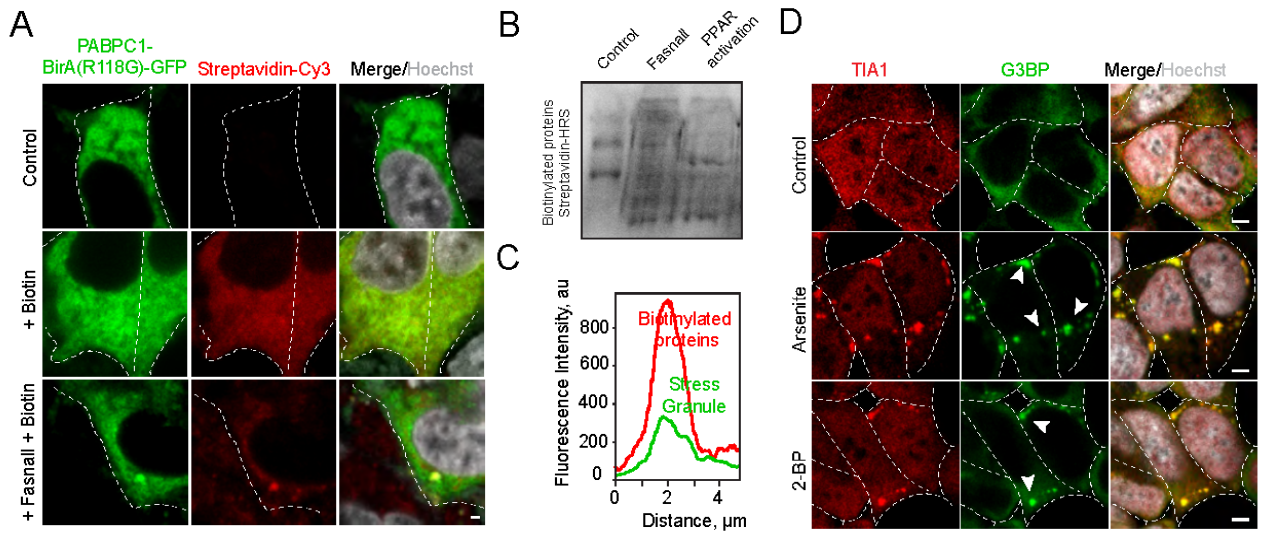 A
PABPC1-
BirA(R118G)-GFP
Streptavidin-Cy3
Merge/Hoechst
Control
+ Biotin
+ Fasnall + Biotin
B
Control
Fasnall
PPAR
activation
Biotinylated proteins
Streptavidin-HRS
C
Fluorescence Intensity, au
800
600
400
200
0
Biotinylated
proteins
Stress
Granule
0
2
4
Distance, µm
D
TIA1
G3BP
Merge/Hoechst
Control
Arsenite
2-BP